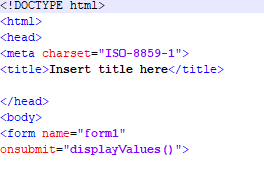 <!DOCTYPE html>
<html>
<head>
<meta charset="ISO-8859-1">
<title>Insert title here</title>
</head>
<body>
<form name="form1"
onsubmit="displayValues()">